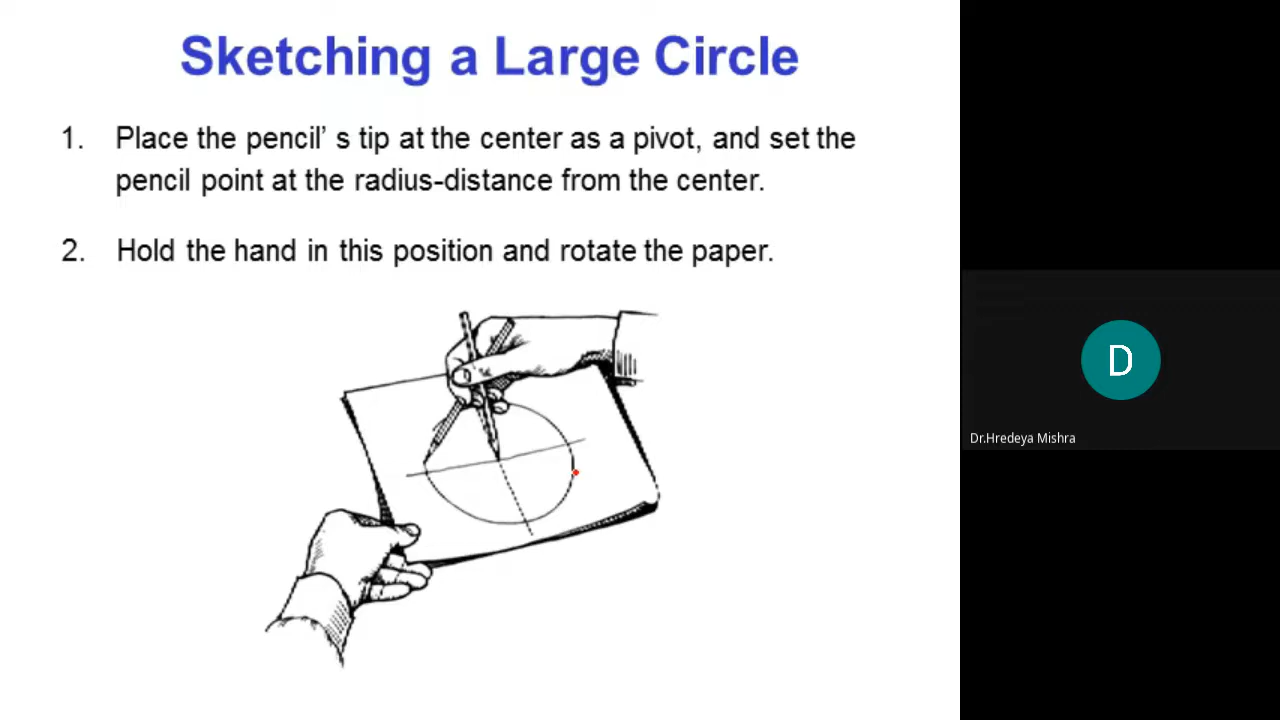 Sketching a Large Circle
1. Place the pencil’ s tip at the center as a pivot, and set the
pencil point at the radius-distance from the center.
2. Hold the hand in this position and rotate the paper.
D
Dr.Hredeya Mishra